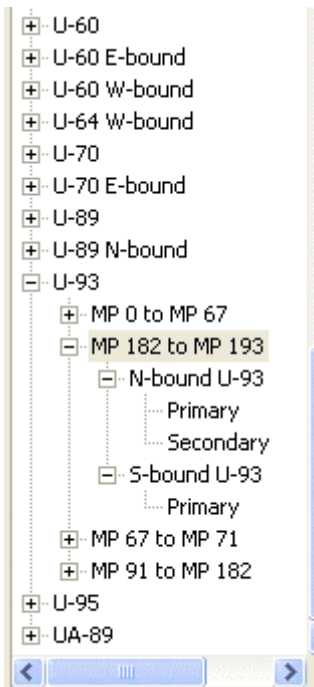 U-60
U-60 E-bound
U-60 W-bound
U-64 W-bound
U-70
U-70 E-bound
U-89
U-89 N-bound
U-93
MP 0 to MP 67
MP 182 to MP 193
N-bound U-93
Primary
Secondary
S-bound U-93
Primary
MP 67 to MP 71
MP 91 to MP 182
U-95
UA-89